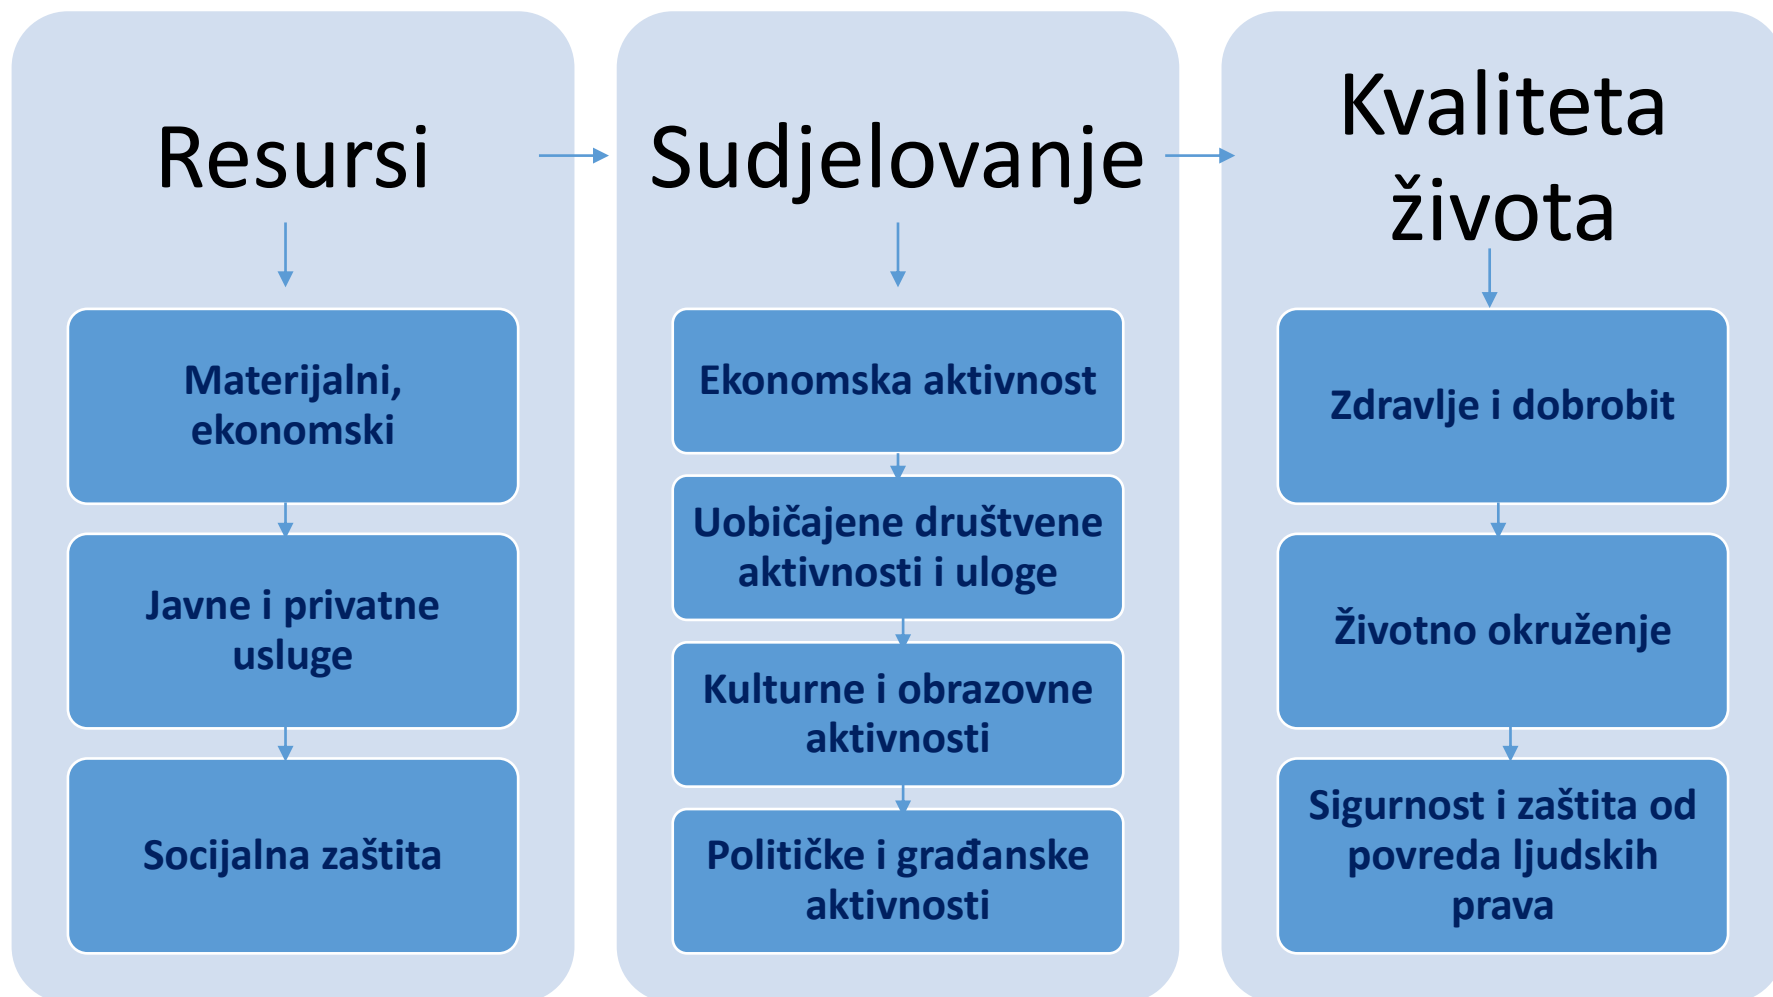 Resursi
Materijalni,
ekonomski
Javne i privatne
usluge
Socijalna zaštita
Sudjelovanje
Ekonomska aktivnost
Uobičajene društvene
aktivnosti i uloge
Kulturne i obrazovne
aktivnosti
Političke i građanske
aktivnosti
Kvaliteta
života
Zdravlje i dobrobit
Životno okruženje
Sigurnost i zaštita od
povreda ljudskih
prava